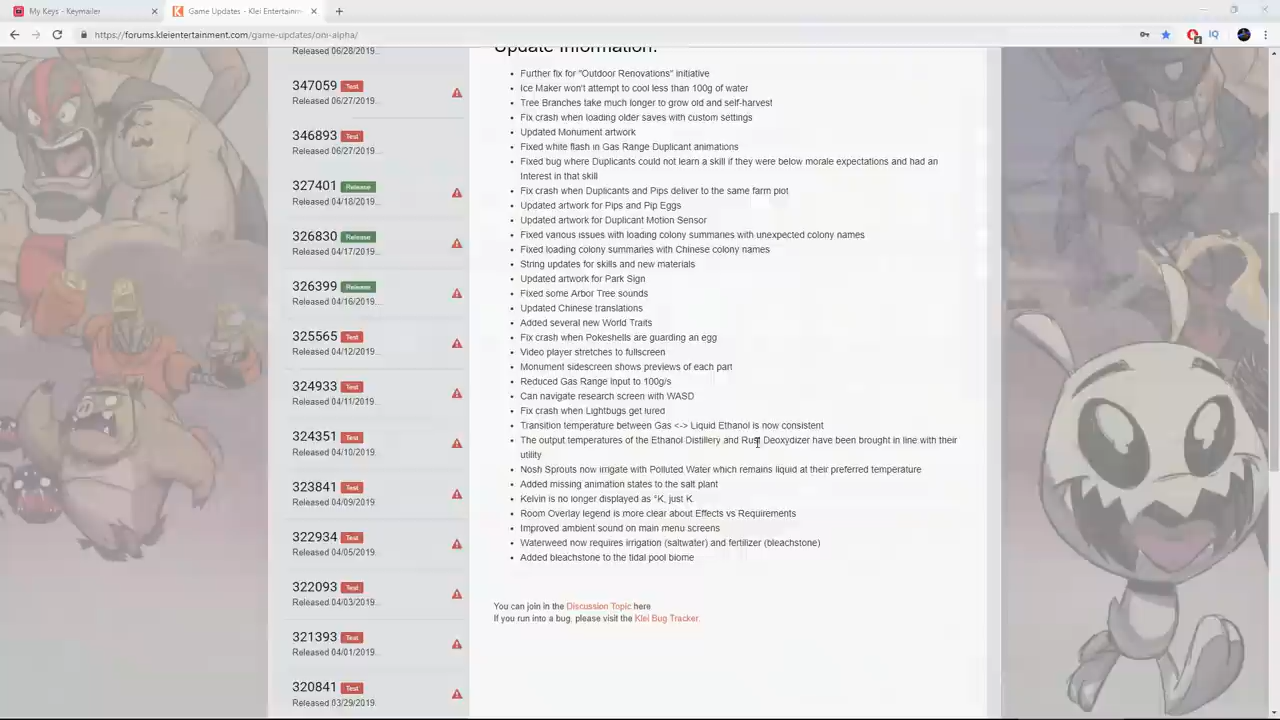 My Keys - Keymailer
Game Updates - Klei Entertainm
https://forums.kleientertainment.com/game-updates/oni-alpha/
IQ
Update Information:
Released 06/28/2019...
347059 Test
Released 06/27/2019...
346893 Test
Released 06/27/2019...
327401 Release
Released 04/18/2019...
326830 Release
Released 04/17/2019...
326399 Release
Released 04/16/2019...
325565 Test
Released 04/12/2019...
324933 Test
Released 04/11/2019...
324351 Test
Released 04/10/2019...
323841 Test
Released 04/09/2019...
322934 Test
Released 04/05/2019...
322093 Test
Released 04/03/2019...
321393 Test
Released 04/01/2019...
320841 Test
Released 03/29/2019...
• Further fix for "Outdoor Renovations" initiative
• Ice Maker won't attempt to cool less than 100g of water
• Tree Branches take much longer to grow old and self-harvest
• Fix crash when loading older saves with custom settings
• Updated Monument artwork
• Fixed white flash in Gas Range Duplicant animations
• Fixed bug where Duplicants could not learn a skill if they were below morale expectations and had an
Interest in that skill
• Fix crash when Duplicants and Pips deliver to the same farm plot
• Updated artwork for Pips and Pip Eggs
• Updated artwork for Duplicant Motion Sensor
• Fixed various issues with loading colony summaries with unexpected colony names
• Fixed loading colony summaries with Chinese colony names
• String updates for skills and new materials
• Updated artwork for Park Sign
• Fixed some Arbor Tree sounds
• Updated Chinese translations
• Added several new World Traits
• Fix crash when Pokeshells are guarding an egg
• Video player stretches to fullscreen
• Monument sidescreen shows previews of each part
• Reduced Gas Range input to 100g/s
• Can navigate research screen with WASD
• Fix crash when Lightbugs get lured
• Transition temperature between Gas <-> Liquid Ethanol is now consistent
• The output temperatures of the Ethanol Distillery and Rust Deoxydizer have been brought in line with their
utility
• Nosh Sprouts now irrigate with Polluted Water which remains liquid at their preferred temperature
• Added missing animation states to the salt plant
• Kelvin is no longer displayed as °K, just K.
• Room Overlay legend is more clear about Effects vs Requirements
• Improved ambient sound on main menu screens
• Waterweed now requires irrigation (saltwater) and fertilizer (bleachstone)
• Added bleachstone to the tidal pool biome
You can join in the Discussion Topic here
If you run into a bug, please visit the Klei Bug Tracker.